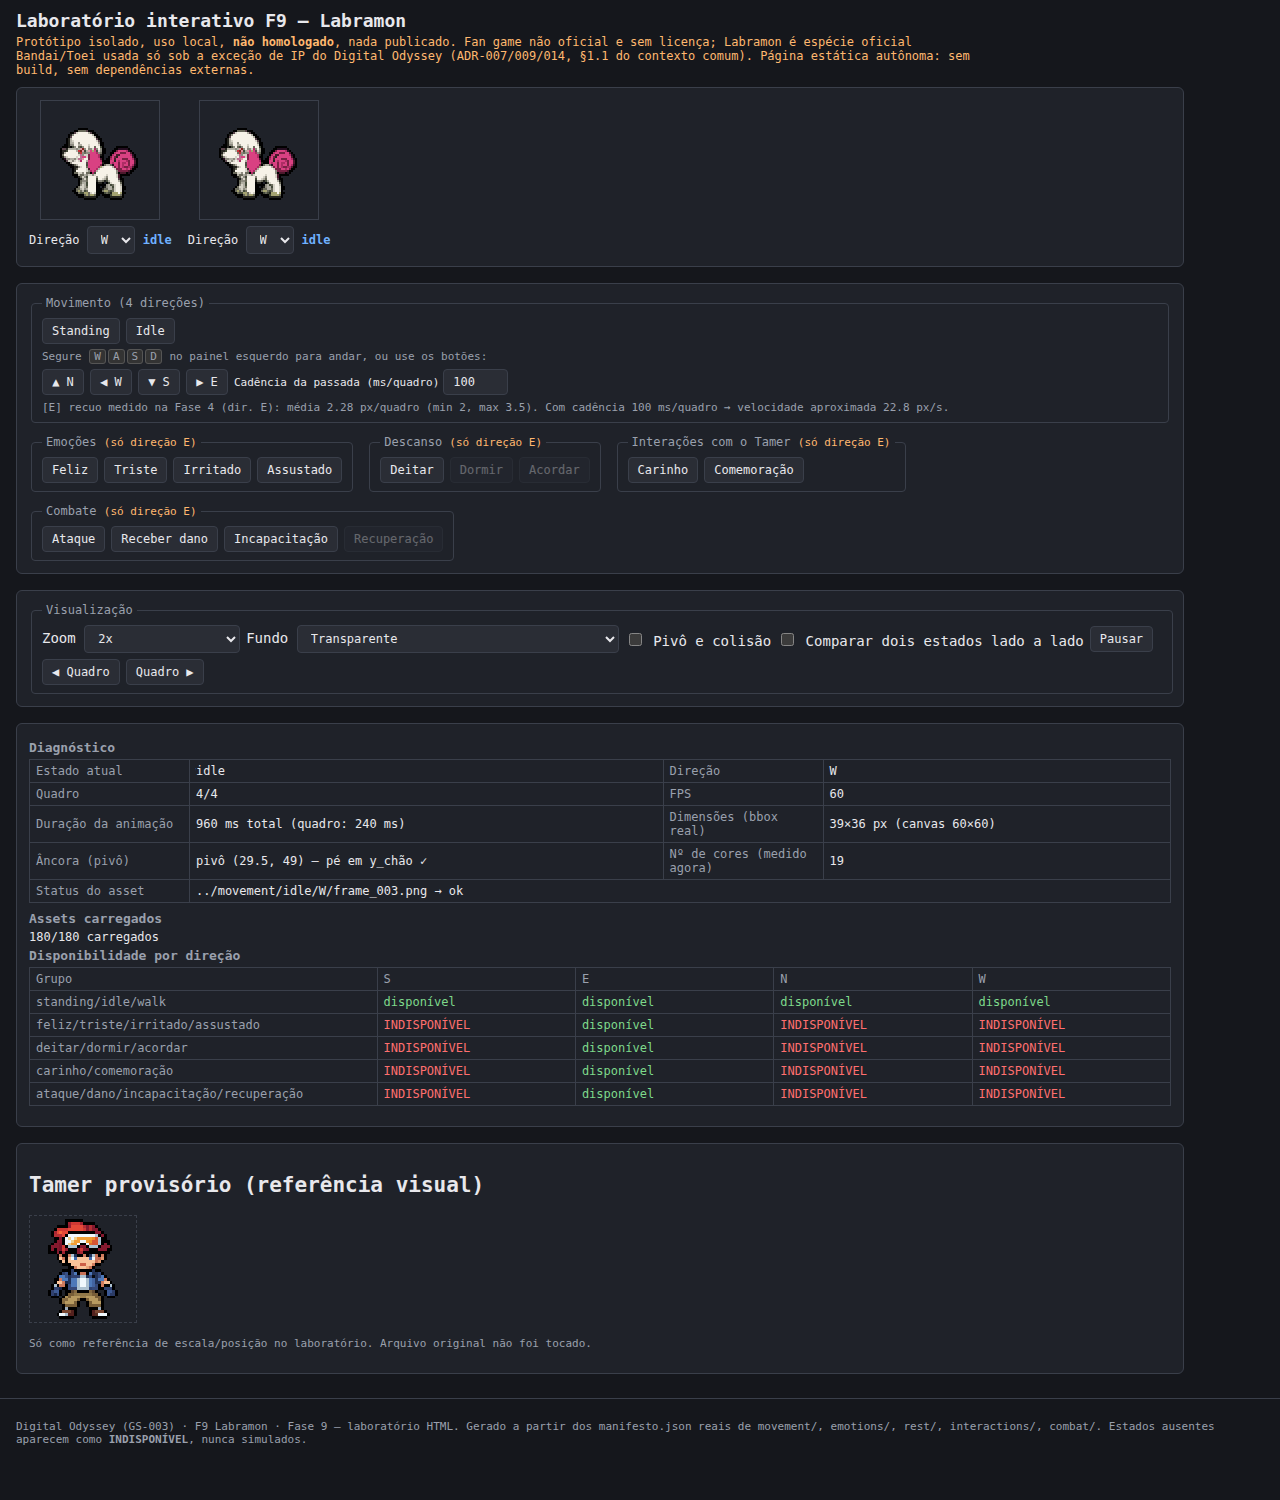 Laboratório interativo F9 — Labramon
Protótipo isolado, uso local, não homologado, nada publicado. Fan game não oficial e sem licença; Labramon é espécie oficial
Bandai/Toei usada só sob a exceção de IP do Digital Odyssey (ADR-007/009/014, §1.1 do contexto comum). Página estática autônoma: sem
build, sem dependências externas.
Direção W idle Direção W idle
Movimento (4 direções)
Standing Idle
Segure W A S D no painel esquerdo para andar, ou use os botões:
▲ N ◀ W ▼ S ▶ E Cadência da passada (ms/quadro) 100
[E] recuo medido na Fase 4 (dir. E): média 2.28 px/quadro (min 2, max 3.5). Com cadência 100 ms/quadro → velocidade aproximada 22.8 px/s.
Emoções (só direção E) Descanso (só direção E) Interações com o Tamer (só direção E)
Feliz Triste Irritado Assustado Deitar Dormir Acordar Carinho Comemoração
Combate (só direção E)
Ataque Receber dano Incapacitação Recuperação
Visualização
Zoom 2x Fundo Transparente Pivô e colisão Comparar dois estados lado a lado Pausar
◀ Quadro Quadro ▶
Diagnóstico
Estado atual idle Direção W
Quadro 4/4 FPS 60
Duração da animação 960 ms total (quadro: 240 ms) Dimensões (bbox real) 39×36 px (canvas 60×60)
Âncora (pivô) pivô (29.5, 49) — pé em y_chão ✓ Nº de cores (medido agora) 19
Status do asset ../movement/idle/W/frame_003.png → ok
Assets carregados
180/180 carregados
Disponibilidade por direção
Grupo S E N W
standing/idle/walk disponível disponível disponível disponível
feliz/triste/irritado/assustado INDISPONÍVEL disponível INDISPONÍVEL INDISPONÍVEL
deitar/dormir/acordar INDISPONÍVEL disponível INDISPONÍVEL INDISPONÍVEL
carinho/comemoração INDISPONÍVEL disponível INDISPONÍVEL INDISPONÍVEL
ataque/dano/incapacitação/recuperação INDISPONÍVEL disponível INDISPONÍVEL INDISPONÍVEL
Tamer provisório (referência visual)
Só como referência de escala/posição no laboratório. Arquivo original não foi tocado.
Digital Odyssey (GS-003) · F9 Labramon · Fase 9 — laboratório HTML. Gerado a partir dos manifesto.json reais de movement/, emotions/, rest/, interactions/, combat/. Estados ausentes
aparecem como INDISPONÍVEL, nunca simulados.